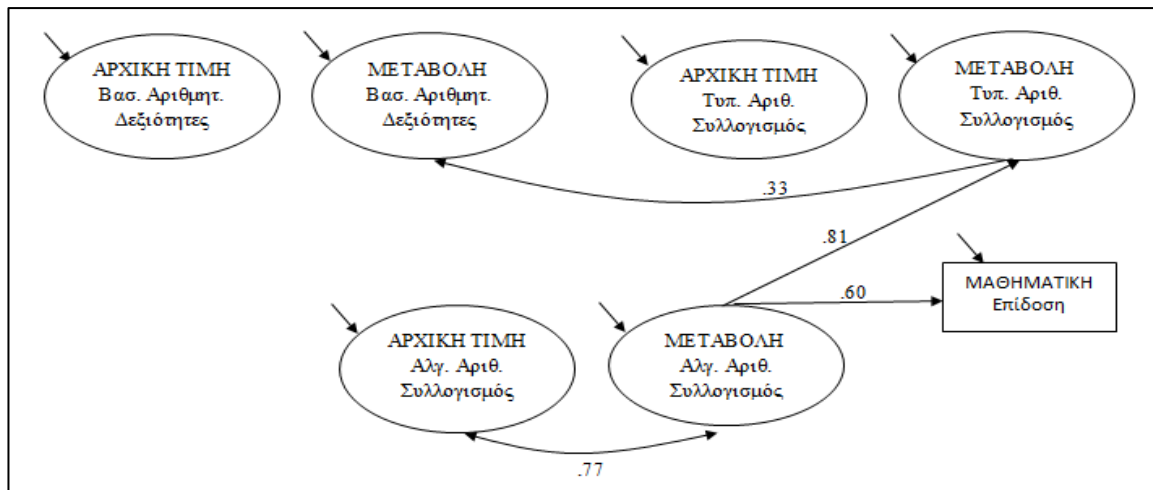 ΑΡΧΙΚΗ ΤΙΜΗ
Βασ. Αριθμητ.
Δεξιότητες
ΜΕΤΑΒΟΛΗ
Βασ. Αριθμητ.
Δεξιότητες
ΑΡΧΙΚΗ ΤΙΜΗ
Τυπ. Αριθ.
Συλλογισμός
ΜΕΤΑΒΟΛΗ
Τυπ. Αριθ.
Συλλογισμός
.33
.81
.60
ΜΑΘΗΜΑΤΙΚΗ
Επίδοση
ΑΡΧΙΚΗ ΤΙΜΗ
Αλγ. Αριθ.
Συλλογισμός
ΜΕΤΑΒΟΛΗ
Αλγ. Αριθ.
Συλλογισμός
.77